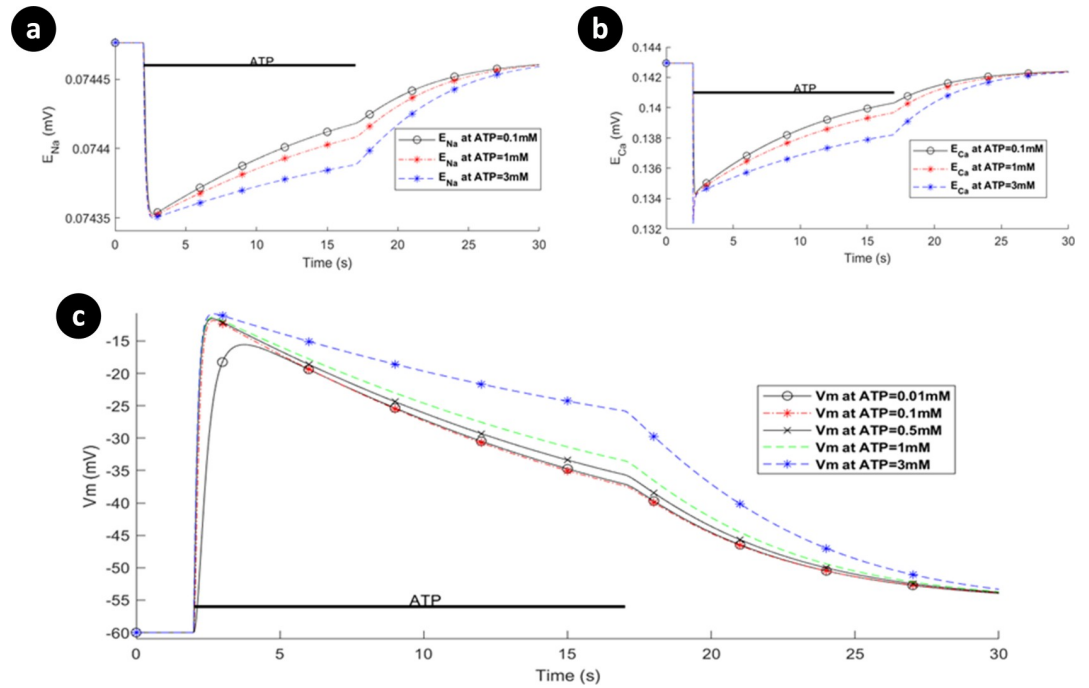 a
E_Na (mV)
0.07445
0.0744
0.07435
ATP
E_Na at ATP=0.1mM
E_Na at ATP=1mM
E_Na at ATP=3mM
0 5 10 15 20 25 30
Time (s)
b
E_Ca (mV)
0.144
0.142
0.14
0.138
0.136
0.134
0.132
ATP
E_Ca at ATP=0.1mM
E_Ca at ATP=1mM
E_Ca at ATP=3mM
0 5 10 15 20 25 30
Time (s)
c
Vm (mV)
-15
-20
-25
-30
-35
-40
-45
-50
-55
-60
ATP
Vm at ATP=0.01mM
Vm at ATP=0.1mM
Vm at ATP=0.5mM
Vm at ATP=1mM
Vm at ATP=3mM
0 5 10 15 20 25 30
Time (s)